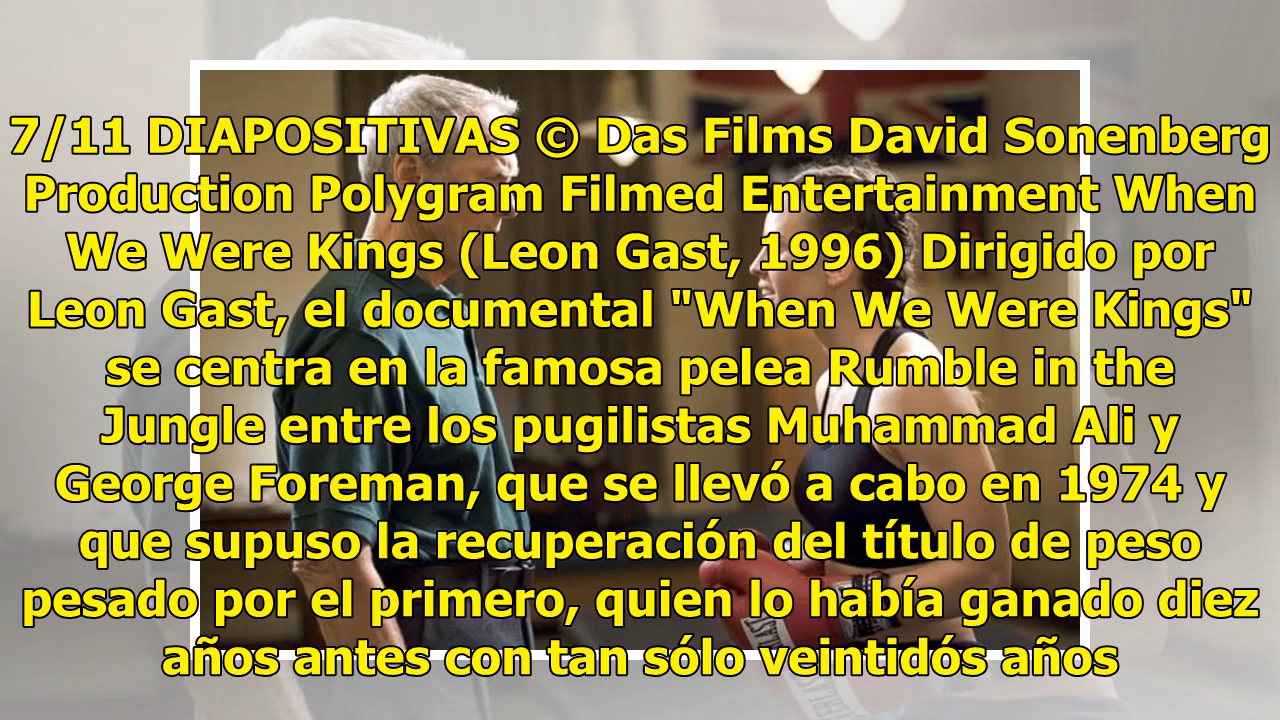 7/11 DIAPOSITIVAS © Das Films David Sonenberg
Production Polygram Filmed Entertainment When
We Were Kings (Leon Gast, 1996) Dirigido por
Leon Gast, el documental "When We Were Kings"
se centra en la famosa pelea Rumble in the
Jungle entre los pugilistas Muhammad Ali y
George Foreman, que se llevó a cabo en 1974 y
que supuso la recuperación del título de peso
pesado por el primero, quien lo había ganado diez
años antes con tan sólo veintidós años